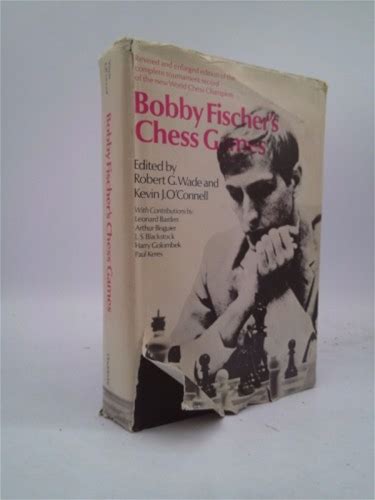 Revised and enlarged edition of the
complete tournament record
of the new World Chess Champion
Bobby Fischer's
Chess Games
Edited by
Robert G. Wade and
Kevin J. O'Connell
With Contributions by
Leonard Barden
Arthur Bisguier
L. S. Blackstock
Harry Golombek
Paul Keres
Bobby Fischer's Chess Games